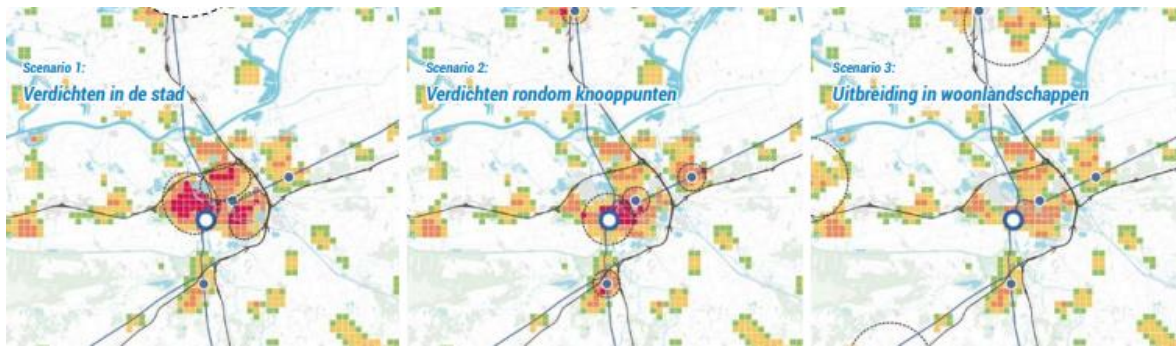 Scenario 1:
Verdichten in de stad
Scenario 2:
Verdichten rondom knooppunten
Scenario 3:
Uitbreiding in woonlandschappen